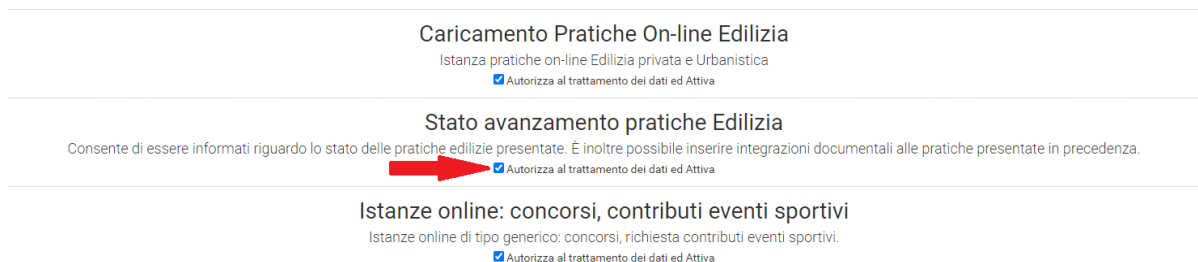 Caricamento Pratiche On-line Edilizia
Istanza pratiche on-line Edilizia privata e Urbanistica
Autorizza al trattamento dei dati ed Attiva
Stato avanzamento pratiche Edilizia
Consente di essere informati riguardo lo stato delle pratiche edilizie presentate. È inoltre possibile inserire integrazioni documentali alle pratiche presentate in precedenza.
Autorizza al trattamento dei dati ed Attiva
Istanze online: concorsi, contributi eventi sportivi
Istanze online di tipo generico: concorsi, richiesta contributi eventi sportivi.
Autorizza al trattamento dei dati ed Attiva